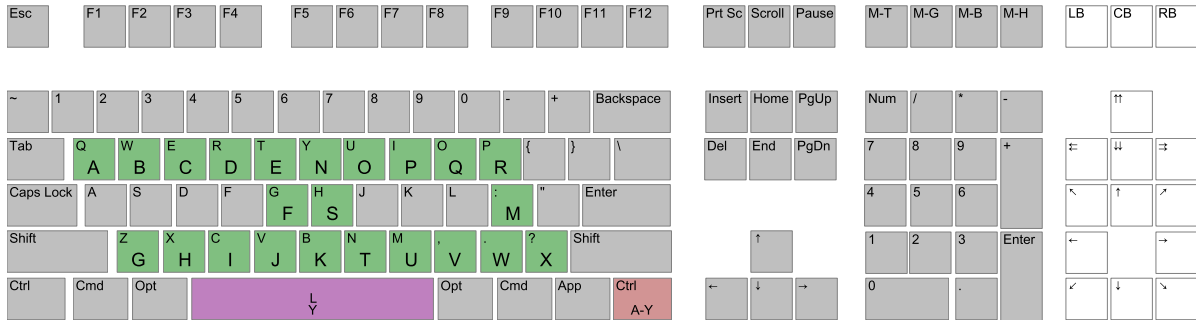 Esc F1 F2 F3 F4 F5 F6 F7 F8 F9 F10 F11 F12 Prt Sc Scroll Pause M-T M-G M-B M-H LB CB RB
~ 1 2 3 4 5 6 7 8 9 0 - + Backspace Insert Home PgUp Num / * - ⇈
Tab Q W E R T Y U I O P { } \ Del End PgDn 7 8 9 + ⇇ ⇊ ⇉
A B C D E N O P Q R
Caps Lock A S D F G H J K L : " Enter 4 5 6 ↖ ↑ ↗
F S M
Shift Z X C V B N M , . ? Shift ↑ 1 2 3 Enter ← →
G H I J K T U V W X
Ctrl Cmd Opt Opt Cmd App Ctrl ← ↓ → 0 . ↙ ↓ ↘
L
Y A-Y